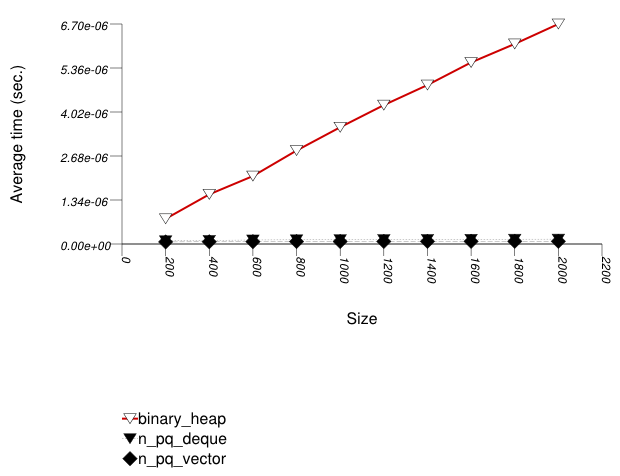 6.70e-06
5.36e-06
4.02e-06
2.68e-06
1.34e-06
0.00e+00
Average time (sec.)
0
200
400
600
800
1000
1200
1400
1600
1800
2000
2200
Size
binary_heap
n_pq_deque
n_pq_vector